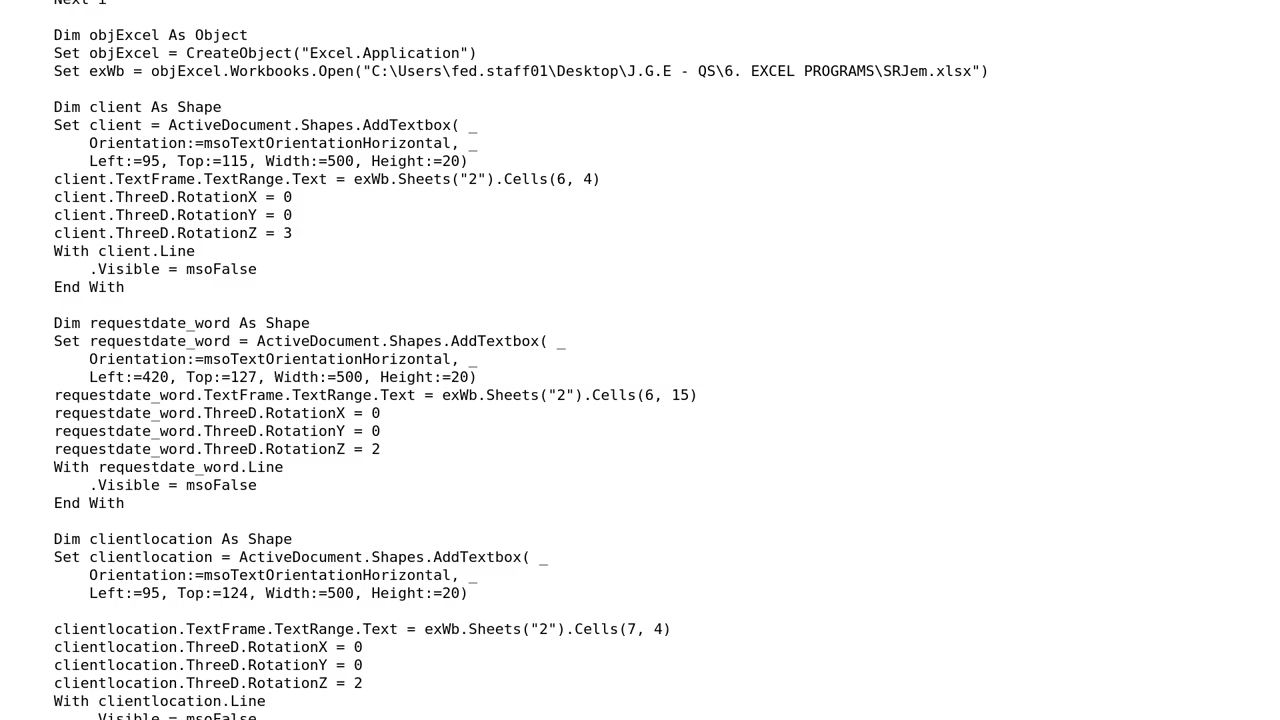 Next i
Dim objExcel As Object
Set objExcel = CreateObject("Excel.Application")
Set exWb = objExcel.Workbooks.Open("C:\Users\fed.staff01\Desktop\J.G.E - QS\6. EXCEL PROGRAMS\SRJem.xlsx")
Dim client As Shape
Set client = ActiveDocument.Shapes.AddTextbox( _
Orientation:=msoTextOrientationHorizontal, _
Left:=95, Top:=115, Width:=500, Height:=20)
client.TextFrame.TextRange.Text = exWb.Sheets("2").Cells(6, 4)
client.ThreeD.RotationX = 0
client.ThreeD.RotationY = 0
client.ThreeD.RotationZ = 3
With client.Line
.Visible = msoFalse
End With
Dim requestdate_word As Shape
Set requestdate_word = ActiveDocument.Shapes.AddTextbox( _
Orientation:=msoTextOrientationHorizontal, _
Left:=420, Top:=127, Width:=500, Height:=20)
requestdate_word.TextFrame.TextRange.Text = exWb.Sheets("2").Cells(6, 15)
requestdate_word.ThreeD.RotationX = 0
requestdate_word.ThreeD.RotationY = 0
requestdate_word.ThreeD.RotationZ = 2
With requestdate_word.Line
.Visible = msoFalse
End With
Dim clientlocation As Shape
Set clientlocation = ActiveDocument.Shapes.AddTextbox( _
Orientation:=msoTextOrientationHorizontal, _
Left:=95, Top:=124, Width:=500, Height:=20)
clientlocation.TextFrame.TextRange.Text = exWb.Sheets("2").Cells(7, 4)
clientlocation.ThreeD.RotationX = 0
clientlocation.ThreeD.RotationY = 0
clientlocation.ThreeD.RotationZ = 2
With clientlocation.Line
.Visible = msoFalse